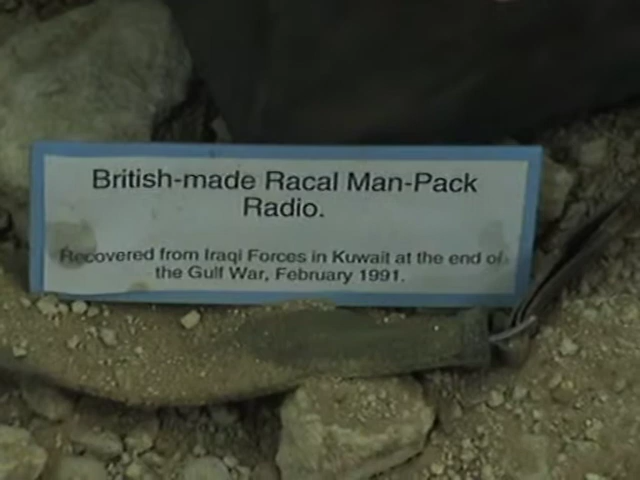 British-made Racal Man-Pack
Radio.
Recovered from Iraqi Forces in Kuwait at the end of
the Gulf War, February 1991.